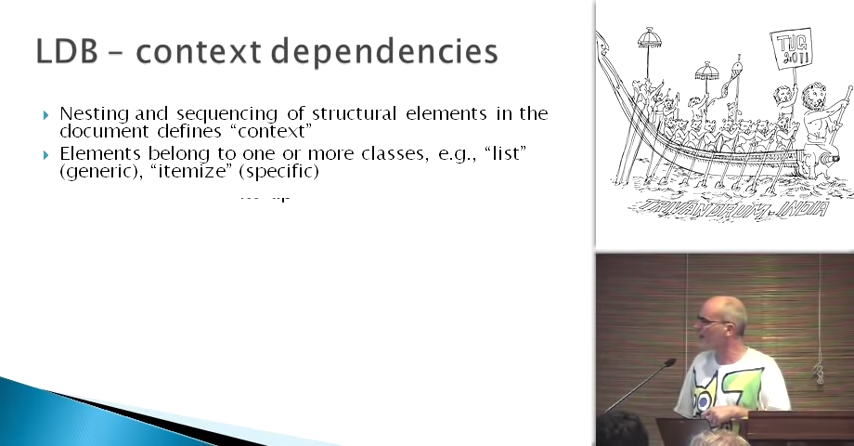 LDB – context dependencies
Nesting and sequencing of structural elements in the
document defines “context”
Elements belong to one or more classes, e.g., “list”
(generic), “itemize” (specific)
TUG
2011
TRIVANDRUM - INDIA